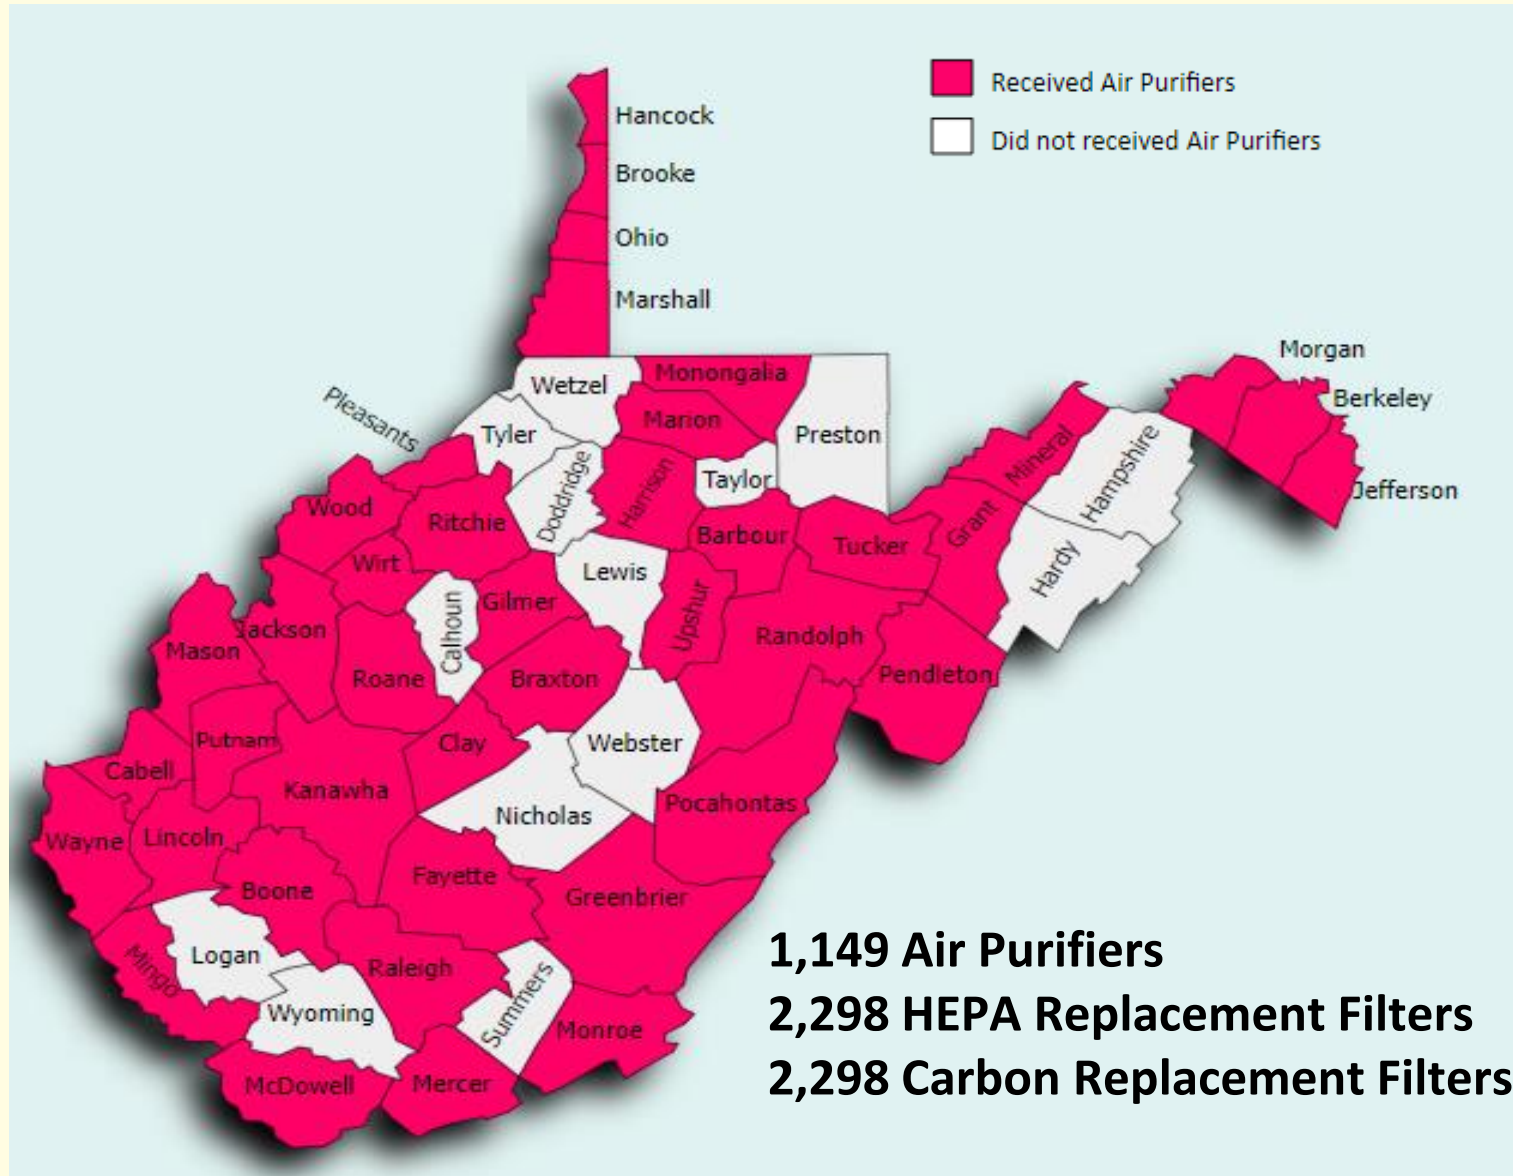 Received Air Purifiers
Did not received Air Purifiers
Hancock
Brooke
Ohio
Marshall
Morgan
Berkeley
Jefferson
Pleasants
Wetzel
Monongalia
Marion
Preston
Tyler
Doddridge
Harrison
Taylor
Mineral
Hampshire
Wood
Ritchie
Barbour
Tucker
Grant
Hardy
Wirt
Lewis
Calhoun
Gilmer
Upshur
Randolph
Jackson
Mason
Roane
Braxton
Pendleton
Putnam
Clay
Webster
Cabell
Kanawha
Nicholas
Pocahontas
Wayne
Lincoln
Boone
Fayette
Greenbrier
Logan
Mingo
Raleigh
Wyoming
Summers
Monroe
McDowell
Mercer
1,149 Air Purifiers
2,298 HEPA Replacement Filters
2,298 Carbon Replacement Filters